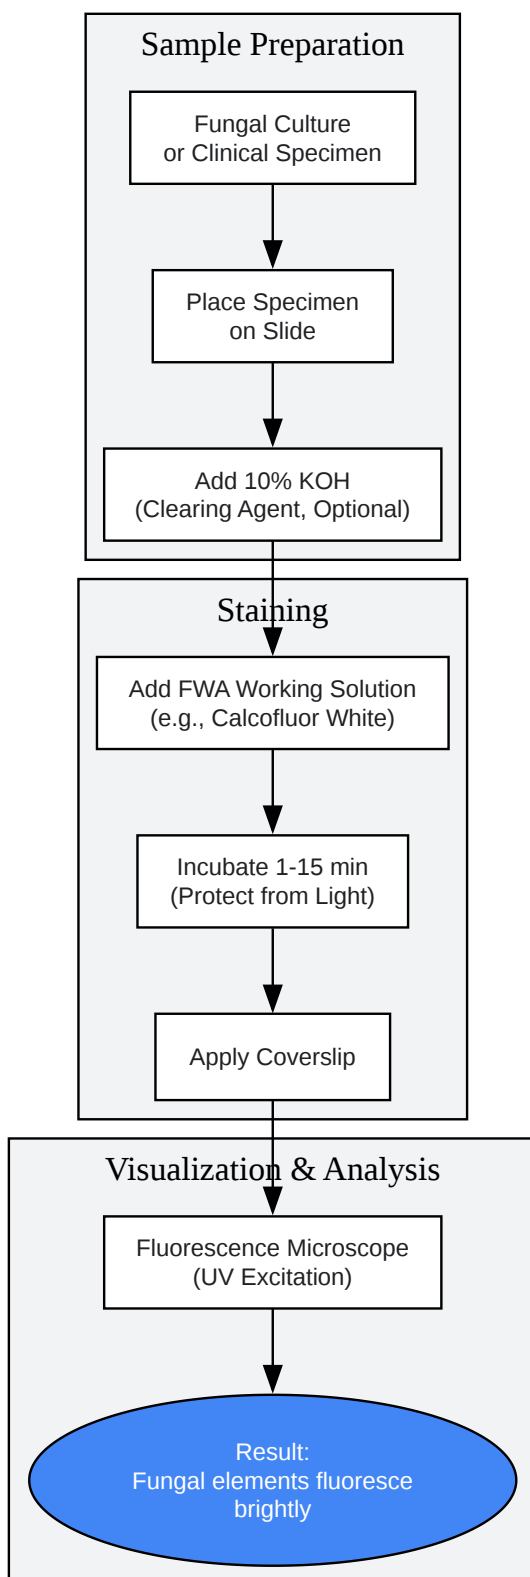 Sample Preparation
Fungal Culture
or Clinical Specimen
Place Specimen
on Slide
Add 10% KOH
(Clearing Agent, Optional)
Staining
Add FWA Working Solution
(e.g., Calcofluor White)
Incubate 1-15 min
(Protect from Light)
Apply Coverslip
Visualization & Analysis
Fluorescence Microscope
(UV Excitation)
Result:
Fungal elements fluoresce
brightly